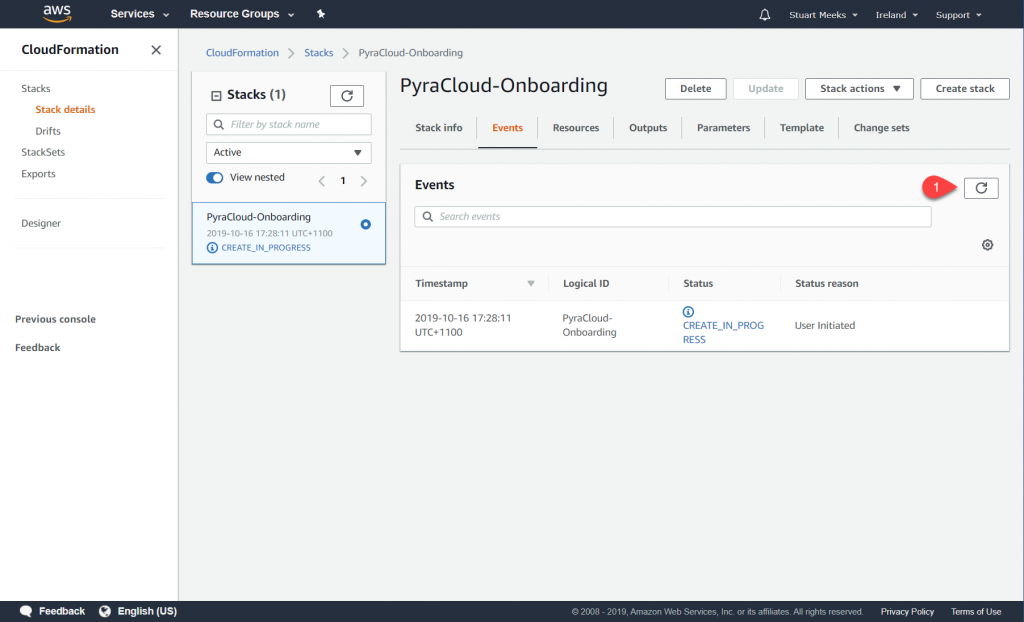 aws Services Resource Groups Stuart Meeks Ireland Support
CloudFormation
Stacks
Stack details
Drifts
StackSets
Exports
Designer
Previous console
Feedback
CloudFormation Stacks PyraCloud-Onboarding
Stacks (1)
Filter by stack name
Active
View nested 1
PyraCloud-Onboarding
2019-10-16 17:28:11 UTC+1100
CREATE_IN_PROGRESS
PyraCloud-Onboarding
Delete Update Stack actions Create stack
Stack info Events Resources Outputs Parameters Template Change sets
Events
1
Search events
Timestamp Logical ID Status Status reason
2019-10-16 17:28:11
UTC+1100
PyraCloud-
Onboarding
CREATE_IN_PROG
RESS
User Initiated
Feedback English (US) © 2008 - 2019, Amazon Web Services, Inc. or its affiliates. All rights reserved. Privacy Policy Terms of Use